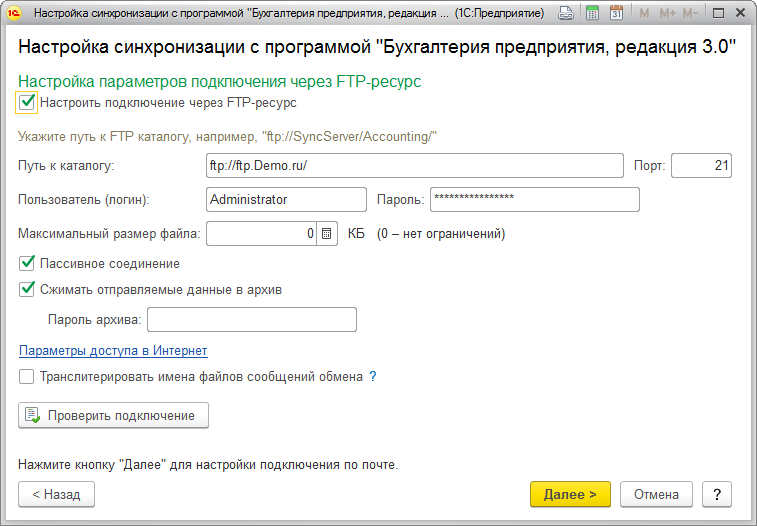 Настройка синхронизации с программой "Бухгалтерия предприятия, редакция ... (1С:Предприятие) 31 M M+ M-
Настройка синхронизации с программой "Бухгалтерия предприятия, редакция 3.0"
Настройка параметров подключения через FTP-ресурс
Настроить подключение через FTP-ресурс
Укажите путь к FTP каталогу, например, "ftp://SyncServer/Accounting/"
Путь к каталогу: ftp://ftp.Demo.ru/ Порт: 21
Пользователь (логин): Administrator Пароль: ****************
Максимальный размер файла: 0 КБ (0 – нет ограничений)
Пассивное соединение
Сжимать отправляемые данные в архив
Пароль архива:
Параметры доступа в Интернет
Транслитерировать имена файлов сообщений обмена ?
Проверить подключение
Нажмите кнопку "Далее" для настройки подключения по почте.
< Назад Далее > Отмена ?